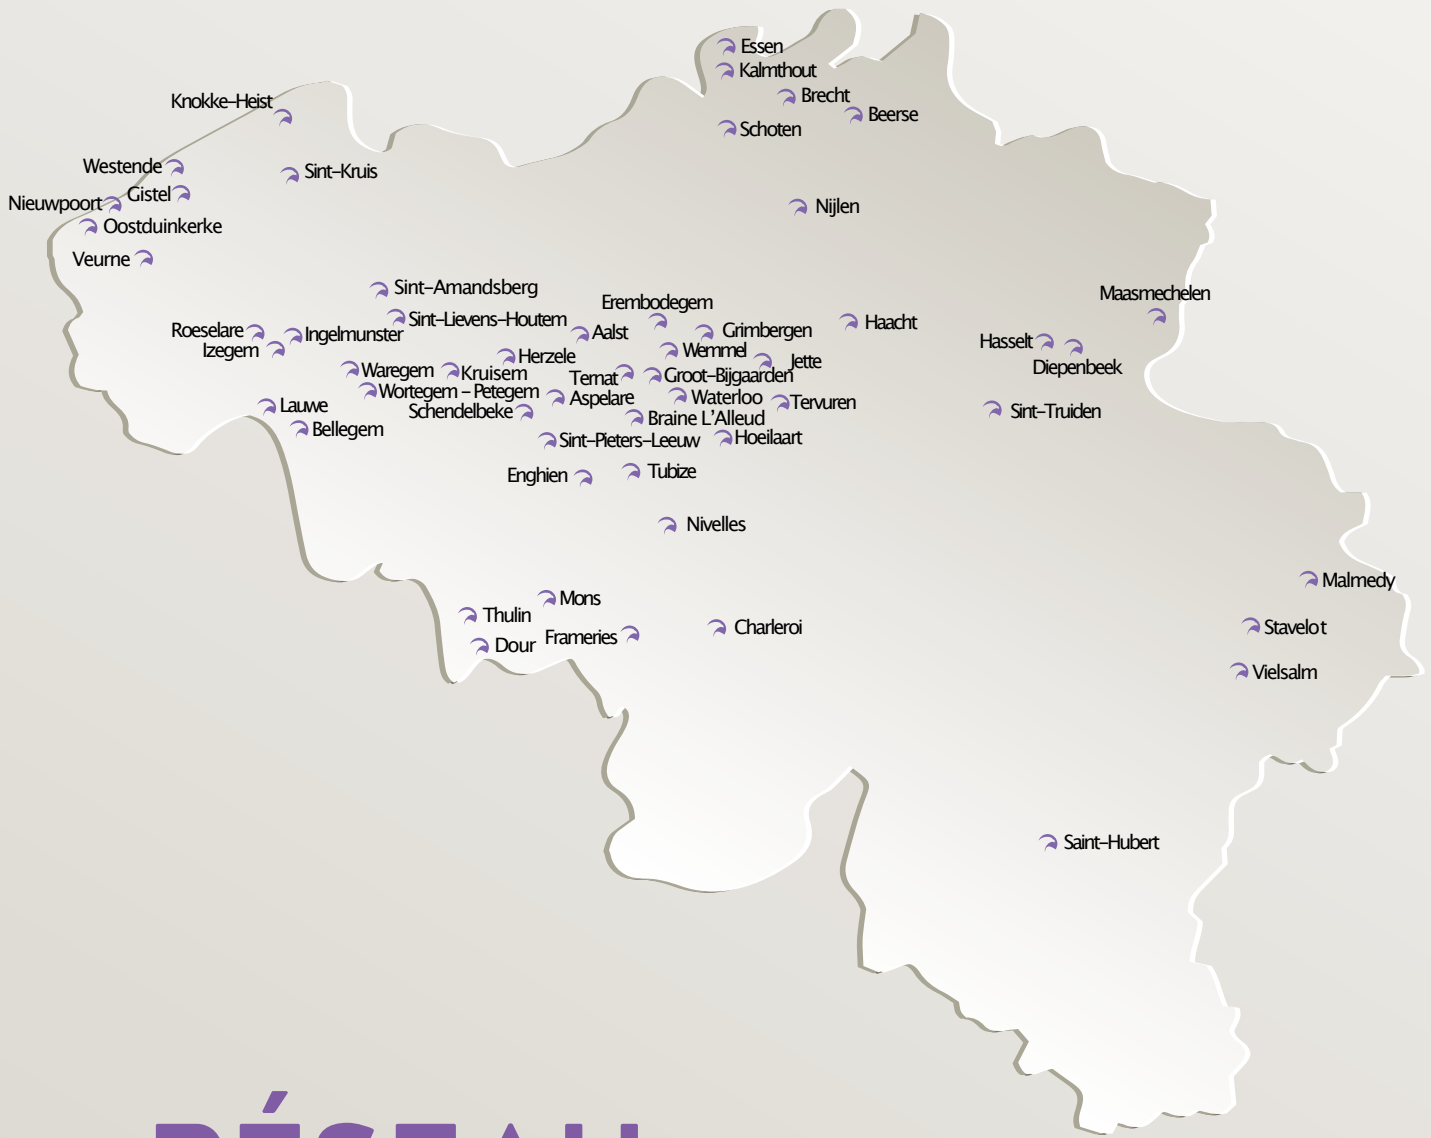 Essen
Kalmthout
Brecht
Knokke-Heist
Beerse
Schoten
Westende
Sint-Kruis
Gistel
Nieuwpoort
Nijlen
Oostduinkerke
Veurne
Sint-Amandsberg
Maasmechelen
Erembodegem
Sint-Lievens-Houtem
Haacht
Roeselare
Ingelmunster
Aalst
Grimbergen
Hasselt
Izegem
Wemmel
Herzele
Jette
Diepenbeek
Waregem
Kruisem
Ternat
Groot-Bijgaarden
Wortegem - Petegem
Aspelare
Waterloo
Tervuren
Lauwe
Schendelbeke
Sint-Truiden
Braine L'Alleud
Bellegem
Sint-Pieters-Leeuw
Hoeilaart
Enghien
Tubize
Nivelles
Malmedy
Mons
Thulin
Stavelot
Charleroi
Frameries
Dour
Vielsalm
Saint-Hubert
RÉSEAU